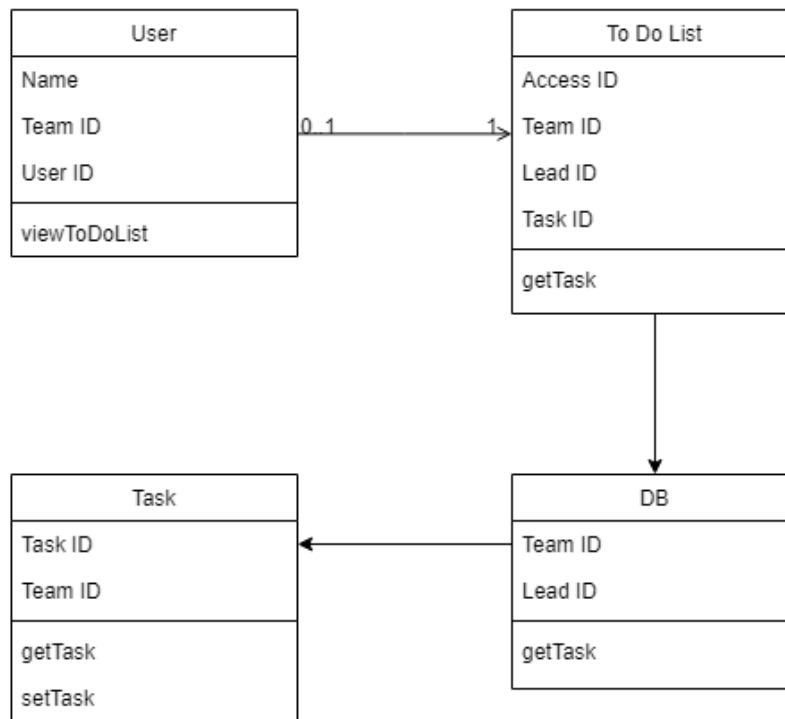 User
Name
Team ID
User ID
viewToDoList
0..1
1
To Do List
Access ID
Team ID
Lead ID
Task ID
getTask
Task
Task ID
Team ID
getTask
setTask
DB
Team ID
Lead ID
getTask